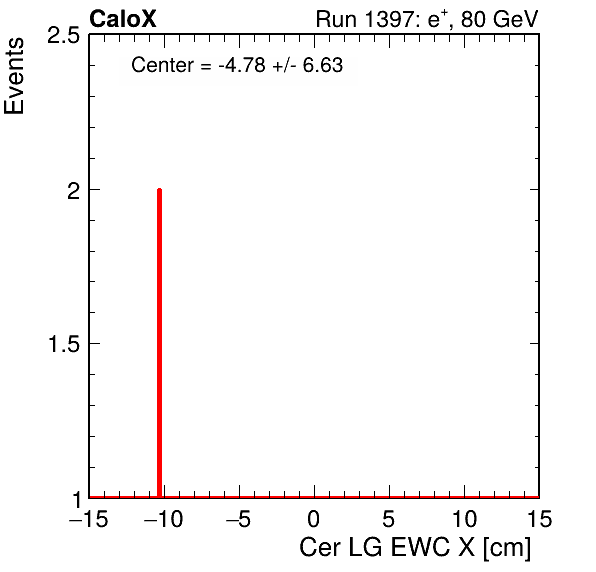 CaloX Run 1397: e⁺, 80 GeV
Center = -4.78 +/- 6.63
Events
2.5
2
1.5
1
−15 −10 −5 0 5 10 15
Cer LG EWC X [cm]